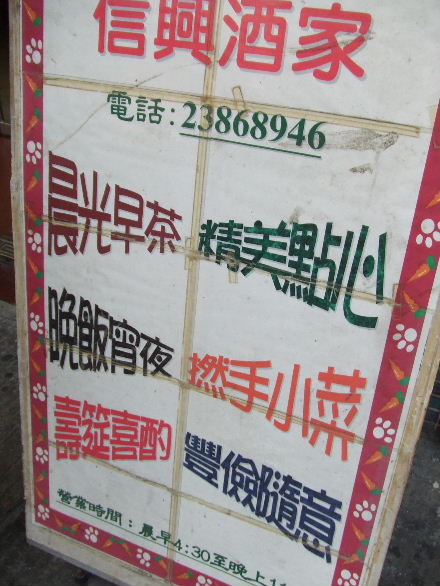 信興酒家
電話:23868946
晨光早茶
精美點心
晚飯宵夜
撚手小菜
壽筵喜酌
豐儉隨意
營業時間:晨早4:30至晚上1